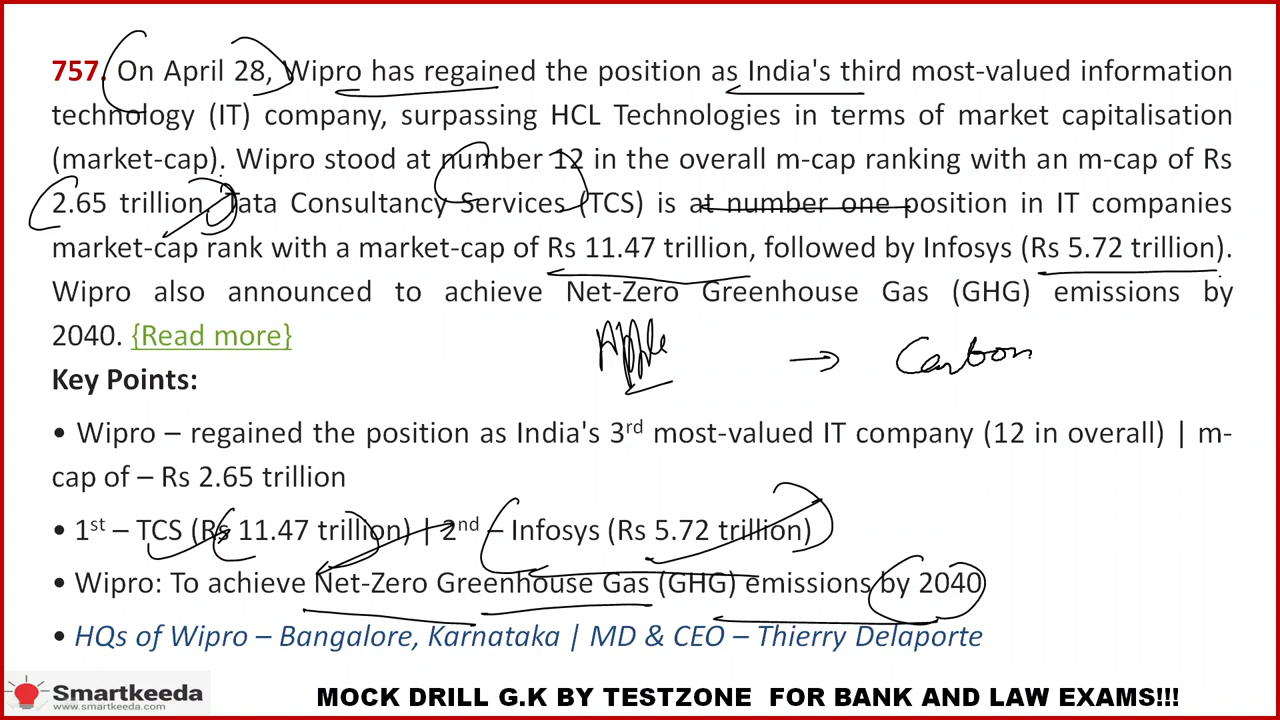 757. On April 28, Wipro has regained the position as India's third most-valued information
technology (IT) company, surpassing HCL Technologies in terms of market capitalisation
(market-cap). Wipro stood at number 12 in the overall m-cap ranking with an m-cap of Rs
2.65 trillion. Tata Consultancy Services (TCS) is at number one position in IT companies
market-cap rank with a market-cap of Rs 11.47 trillion, followed by Infosys (Rs 5.72 trillion).
Wipro also announced to achieve Net-Zero Greenhouse Gas (GHG) emissions by
2040. {Read more}
Apple → Carbon
Key Points:
• Wipro – regained the position as India's 3rd most-valued IT company (12 in overall) | m-
cap of – Rs 2.65 trillion
• 1st – TCS (Rs 11.47 trillion) | 2nd – Infosys (Rs 5.72 trillion)
• Wipro: To achieve Net-Zero Greenhouse Gas (GHG) emissions by 2040
• HQs of Wipro – Bangalore, Karnataka | MD & CEO – Thierry Delaporte
Smartkeeda
www.smartkeeda.com
MOCK DRILL G.K BY TESTZONE FOR BANK AND LAW EXAMS!!!